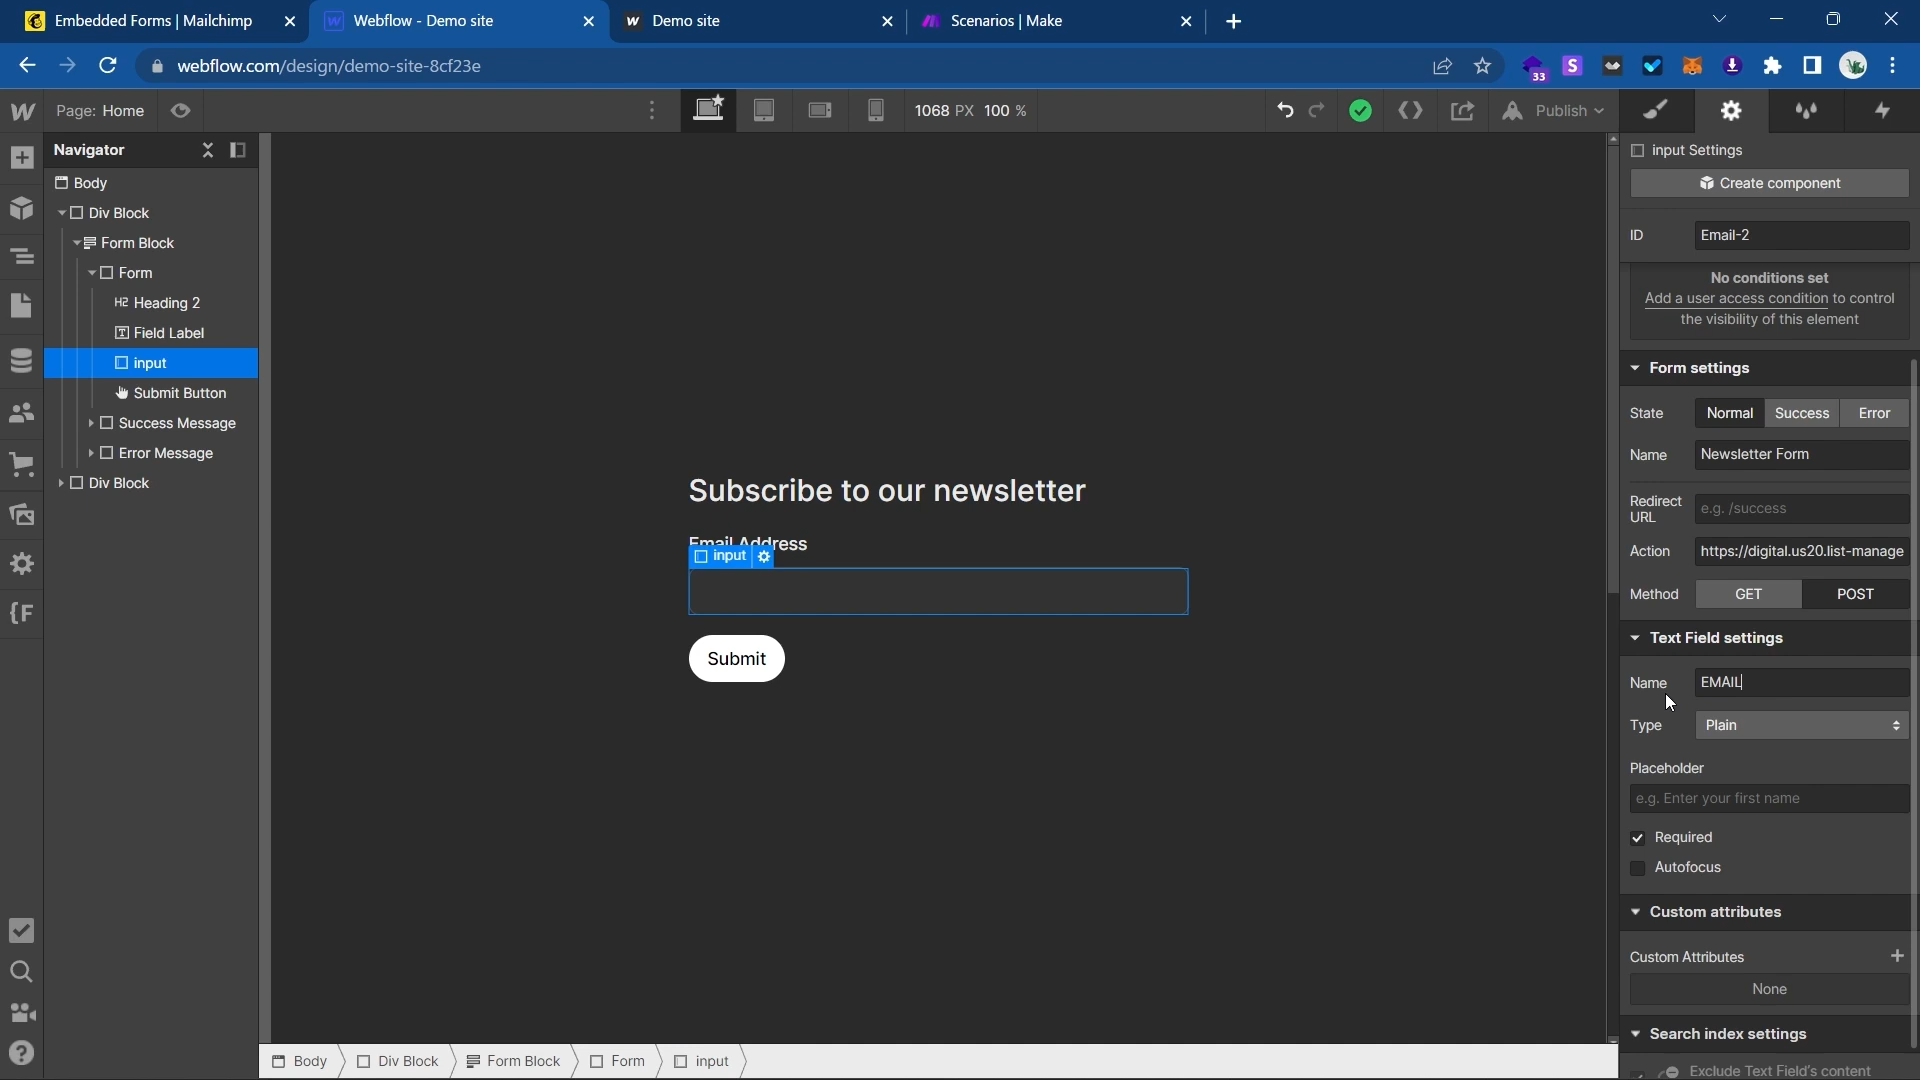 Embedded Forms | Mailchimp
Webflow - Demo site
Demo site
Scenarios | Make
webflow.com/design/demo-site-8cf23e
33
Page: Home
1068 PX 100 %
Publish
Navigator
Body
Div Block
Form Block
Form
H2 Heading 2
Field Label
input
Submit Button
Success Message
Error Message
Div Block
Subscribe to our newsletter
Email Address
input
Submit
input Settings
Create component
ID
Email-2
No conditions set
Add a user access condition to control
the visibility of this element
Form settings
State
Normal
Success
Error
Name
Newsletter Form
Redirect
URL
e.g. /success
Action
https://digital.us20.list-manage
Method
GET
POST
Text Field settings
Name
EMAIL
Type
Plain
Placeholder
e.g. Enter your first name
Required
Autofocus
Custom attributes
Custom Attributes
None
Search index settings
Exclude Text Field's content
Body
Div Block
Form Block
Form
input